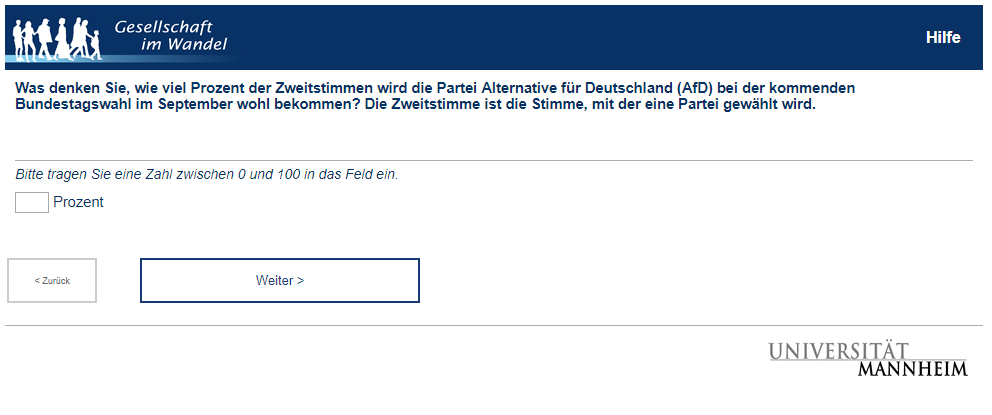 Gesellschaft
im Wandel
Hilfe
Was denken Sie, wie viel Prozent der Zweitstimmen wird die Partei Alternative für Deutschland (AfD) bei der kommenden
Bundestagswahl im September wohl bekommen? Die Zweitstimme ist die Stimme, mit der eine Partei gewählt wird.
Bitte tragen Sie eine Zahl zwischen 0 und 100 in das Feld ein.
Prozent
< Zurück
Weiter >
UNIVERSITÄT
MANNHEIM